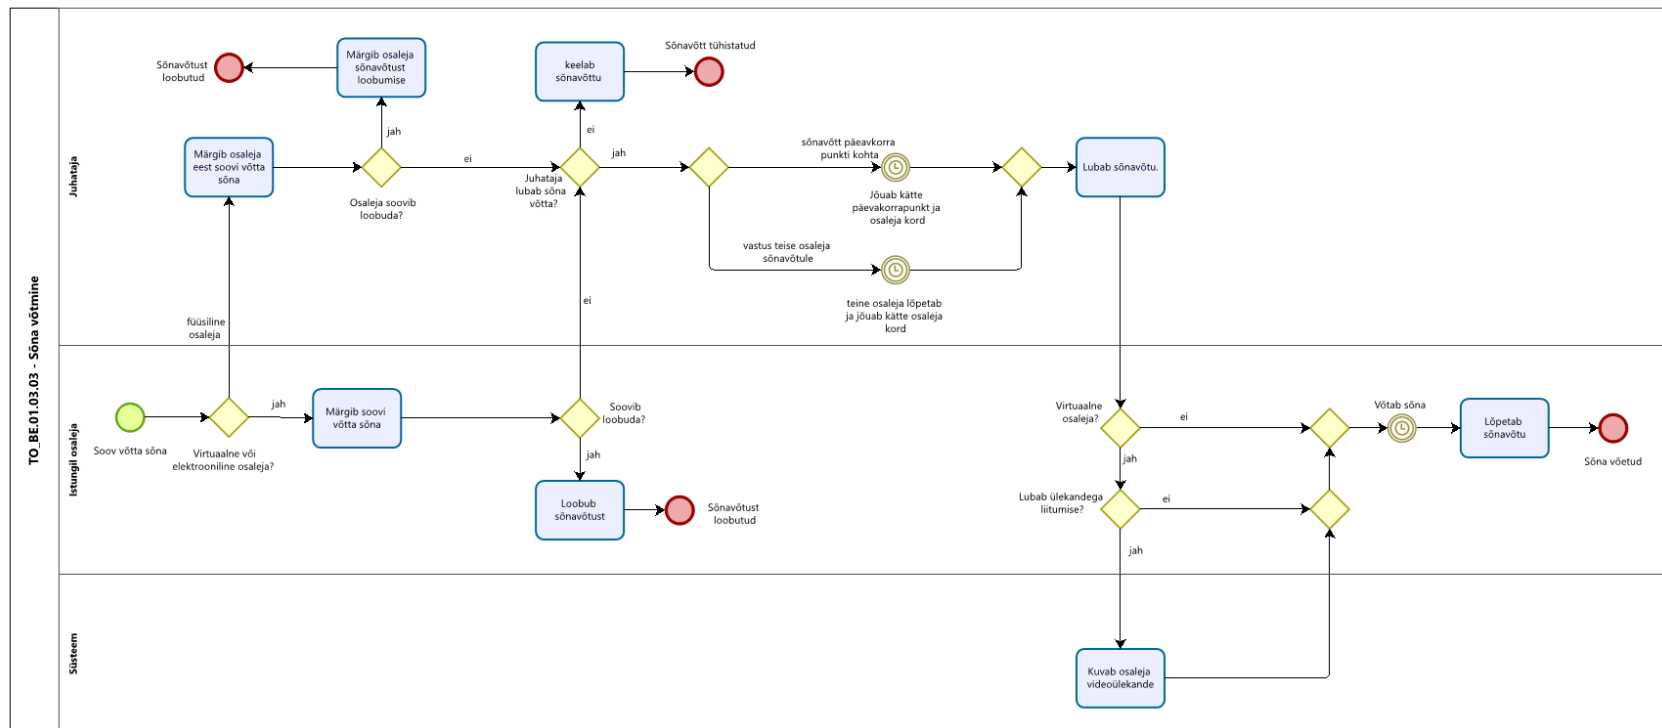 TO_BE.01.03.03 - Sõna võtmine
Juhataja
Sõnavõtust
loobutud
Märgib osaleja
sõnavõtust
loobumise
keelab
sõnavõttu
Sõnavõtt tühistatud
jah
ei
Märgib osaleja
eest soovi võtta
sõna
ei
Osaleja soovib
loobuda?
Juhataja
lubab sõna
võtta?
jah
sõnavõtt päeavkorra
punkti kohta
Jõuab kätte
päevakorrapunkt ja
osaleja kord
Lubab sõnavõtu.
vastus teise osaleja
sõnavõtule
teine osaleja lõpetab
ja jõuab kätte osaleja
kord
füüsiline
osaleja
ei
Istungil osaleja
Soov võtta sõna
Virtuaalne või
elektrooniline osaleja?
jah
Märgib soovi
võtta sõna
Soovib
loobuda?
jah
Loobub
sõnavõtust
Sõnavõtust
loobutud
Virtuaalne
osaleja?
ei
jah
Lubab ülekandega
liitumise?
ei
jah
Võtab sõna
Lõpetab
sõnavõtu
Sõna võetud
Süsteem
Kuvab osaleja
videoülekande